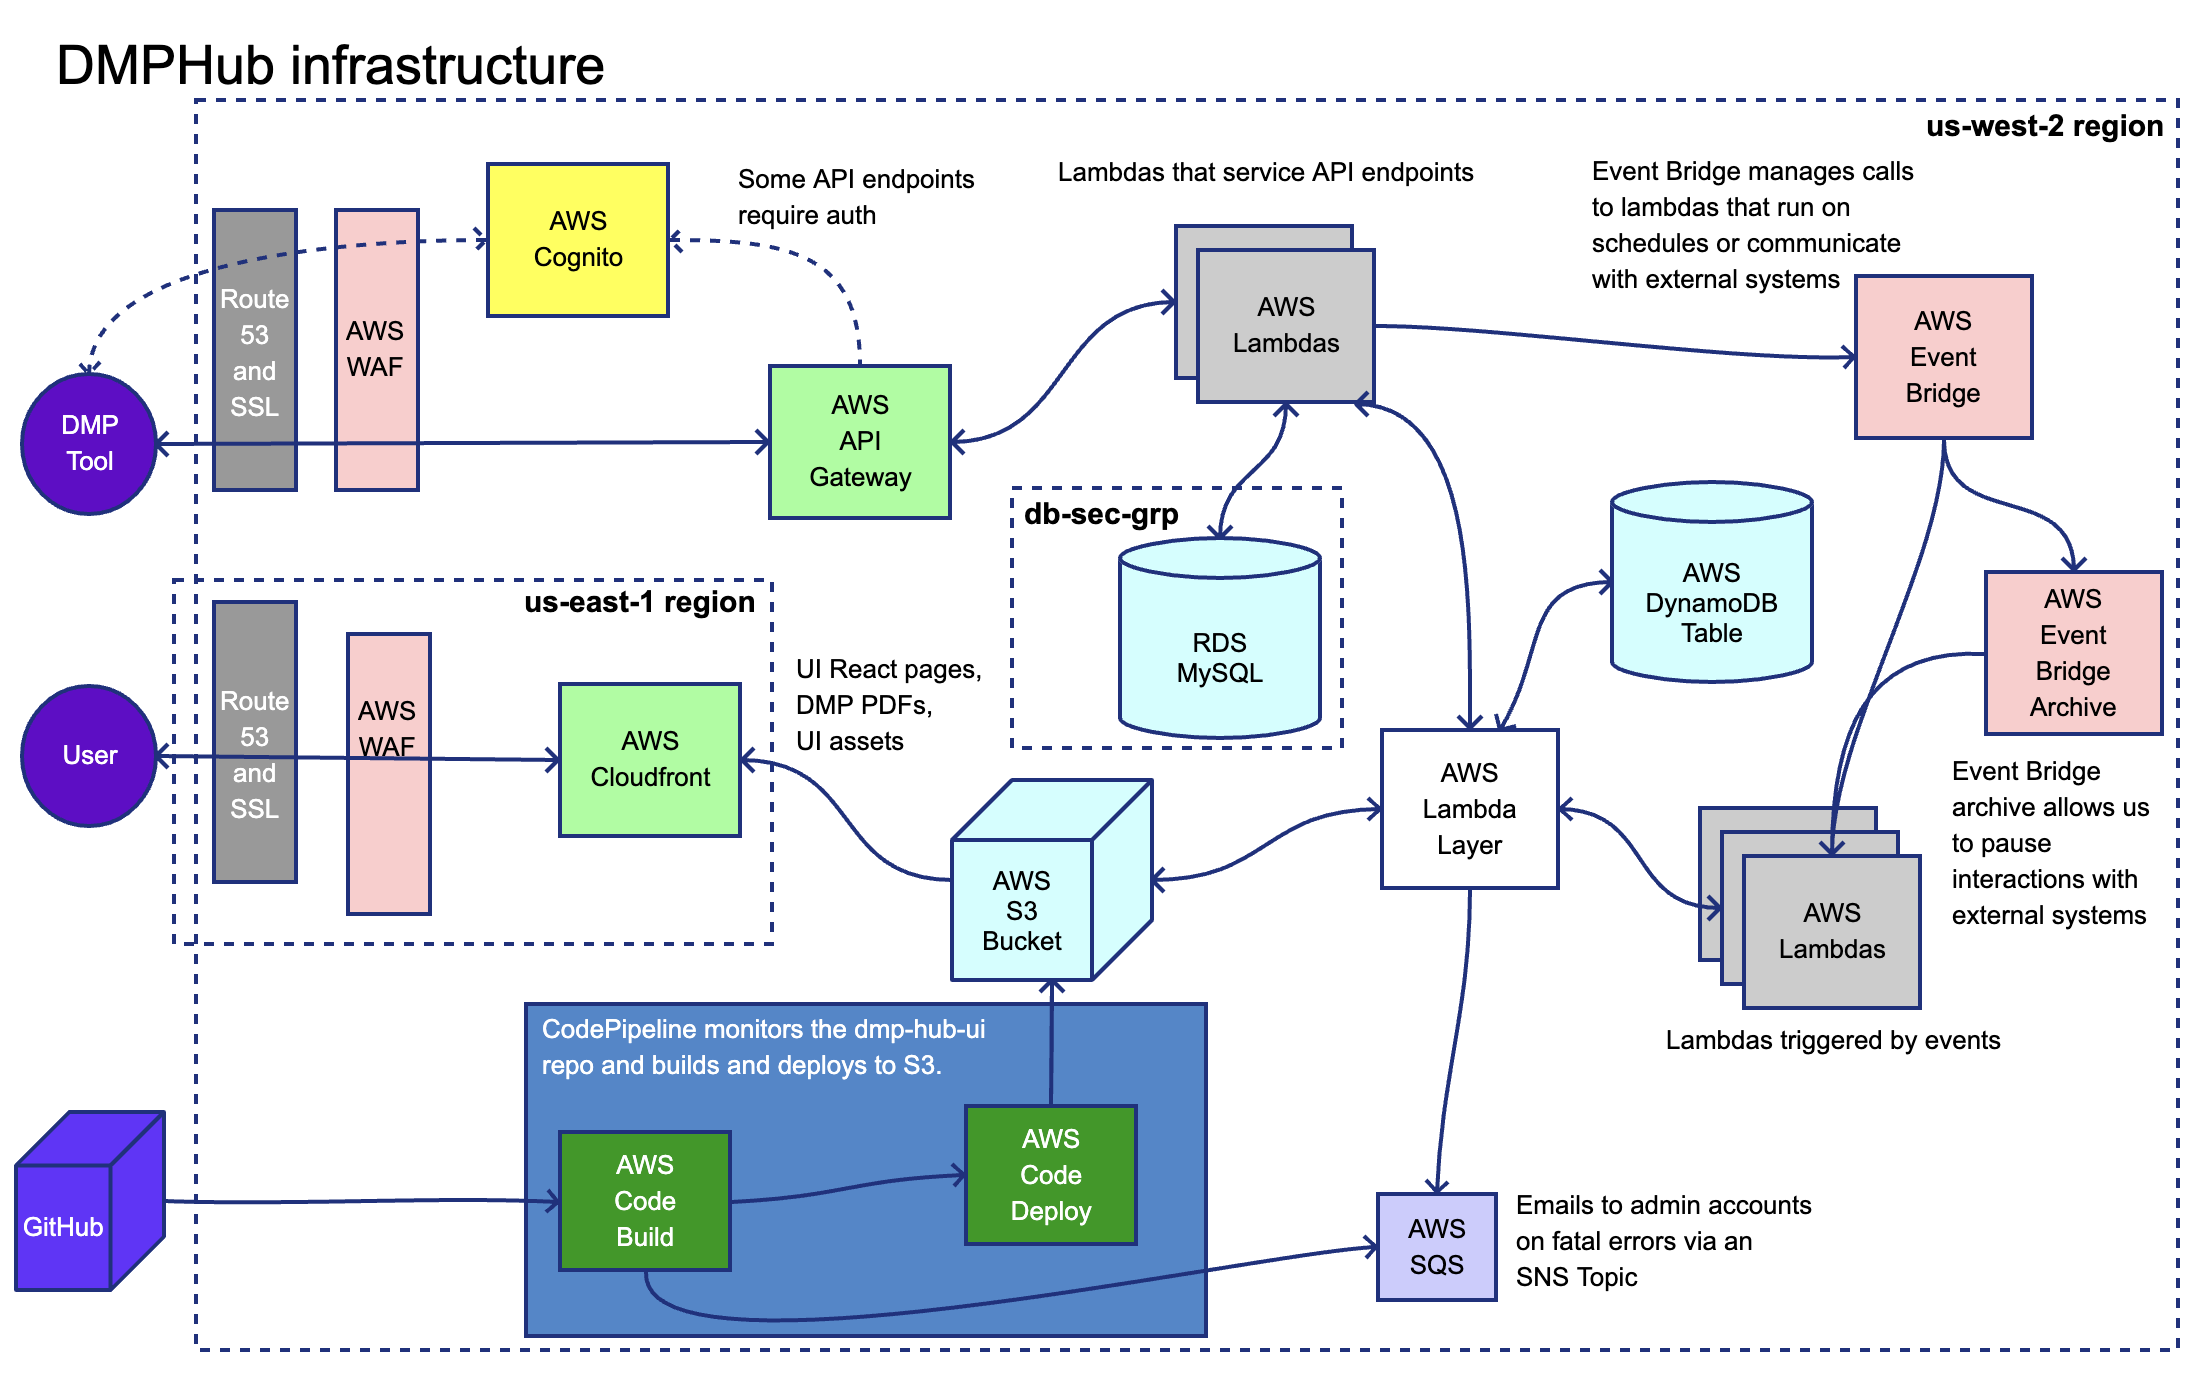 DMPHub infrastructure
us-west-2 region
AWS
Cognito
Some API endpoints
require auth
Lambdas that service API endpoints
Event Bridge manages calls
to lambdas that run on
schedules or communicate
with external systems
Route
53
and
SSL
AWS
WAF
AWS
Lambdas
AWS
Event
Bridge
DMP
Tool
AWS
API
Gateway
db-sec-grp
RDS
MySQL
AWS
DynamoDB
Table
AWS
Event
Bridge
Archive
us-east-1 region
Route
53
and
SSL
AWS
WAF
User
AWS
Cloudfront
UI React pages,
DMP PDFs,
UI assets
AWS
S3
Bucket
AWS
Lambda
Layer
Event Bridge
archive allows us
to pause
interactions with
external systems
AWS
Lambdas
Lambdas triggered by events
CodePipeline monitors the dmp-hub-ui
repo and builds and deploys to S3.
GitHub
AWS
Code
Build
AWS
Code
Deploy
AWS
SQS
Emails to admin accounts
on fatal errors via an
SNS Topic